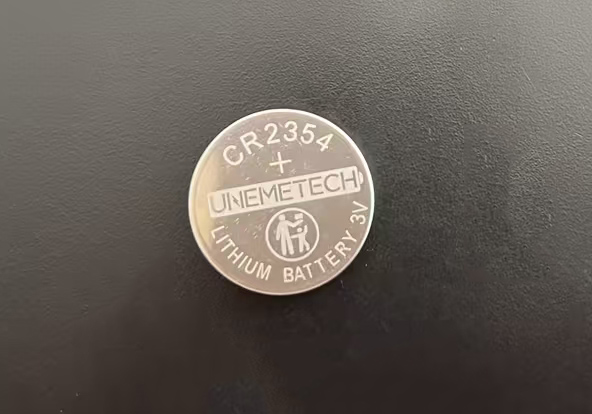 CR2354
+
UNEMETECH
LITHIUM BATTERY 3V